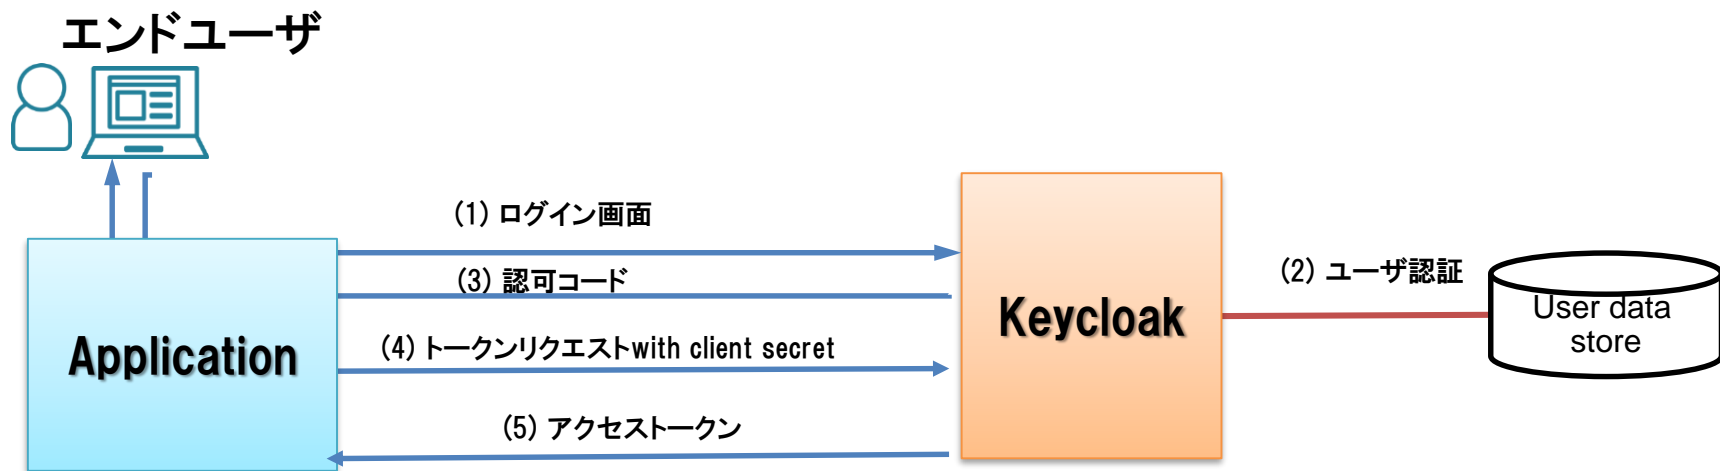 エンドユーザ
(1) ログイン画面
(3) 認可コード
(2) ユーザ認証
Application
Keycloak
User data
store
(4) トークンリクエストwith client secret
(5) アクセストークン